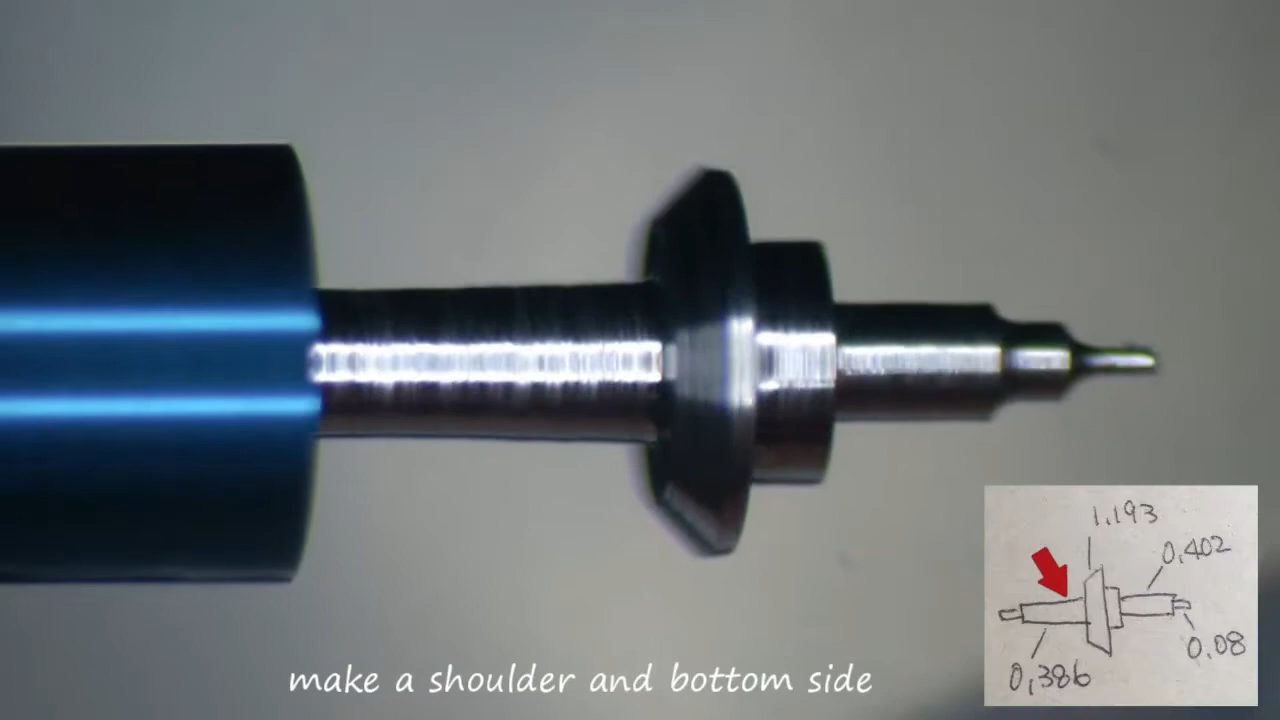 1.193
0,402
0.08
0,386
make a shoulder and bottom side